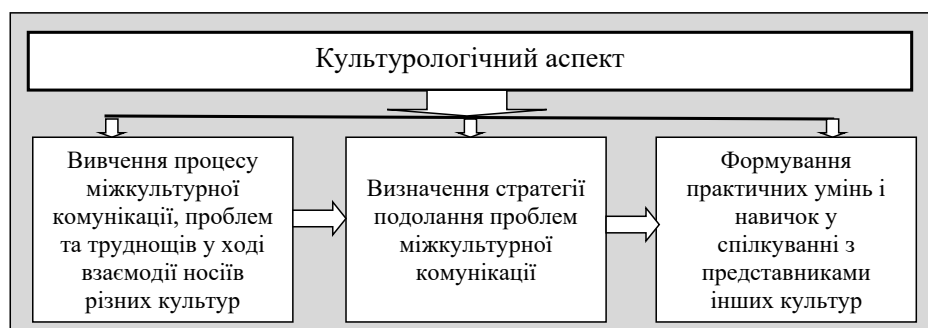 Культурологічний аспект
Вивчення процесу
міжкультурної
комунікації, проблем
та труднощів у ході
взаємодії носіїв
різних культур
Визначення стратегії
подолання проблем
міжкультурної
комунікації
Формування
практичних умінь і
навичок у
спілкуванні з
представниками
інших культур